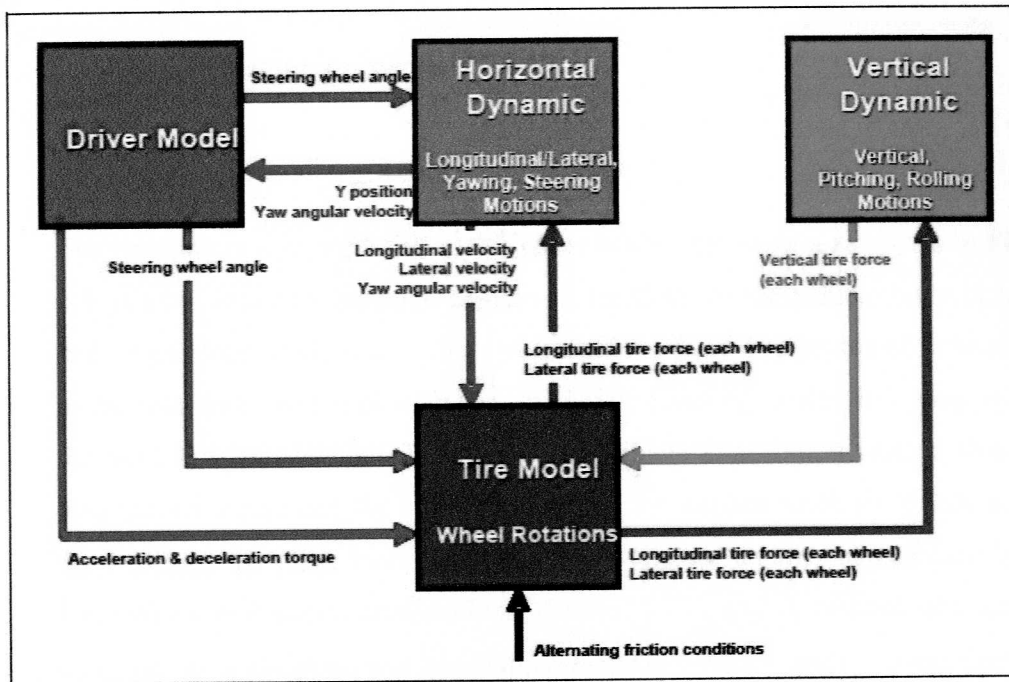 Driver Model
Steering wheel angle
Horizontal
Dynamic
Longitudinal/Lateral,
Yawing, Steering
Motions
Vertical
Dynamic
Vertical,
Pitching, Rolling
Motions
Y position
Yaw angular velocity
Steering wheel angle
Longitudinal velocity
Lateral velocity
Yaw angular velocity
Vertical tire force
(each wheel)
Longitudinal tire force (each wheel)
Lateral tire force (each wheel)
Tire Model
Wheel Rotations
Acceleration & deceleration torque
Longitudinal tire force (each wheel)
Lateral tire force (each wheel)
Alternating friction conditions